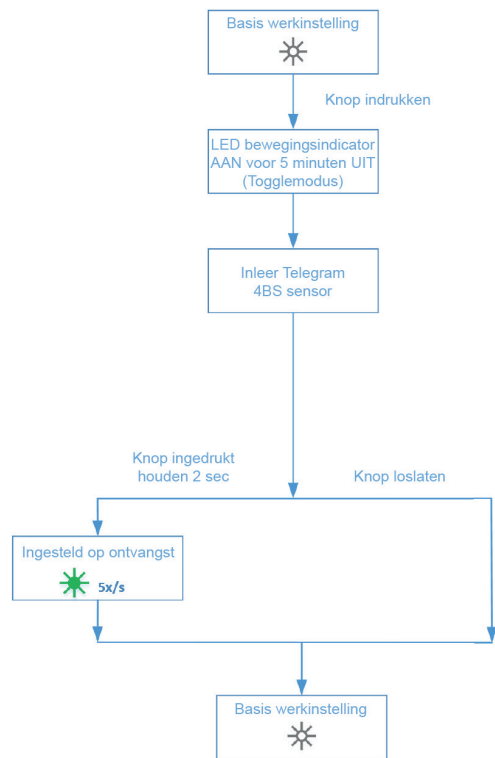 Basis werkinstelling
Knop indrukken
LED bewegingsindicator
AAN voor 5 minuten UIT
(Togglemodus)
Inleer Telegram
4BS sensor
Knop ingedrukt
houden 2 sec
Knop loslaten
Ingesteld op ontvangst
5x/s
Basis werkinstelling